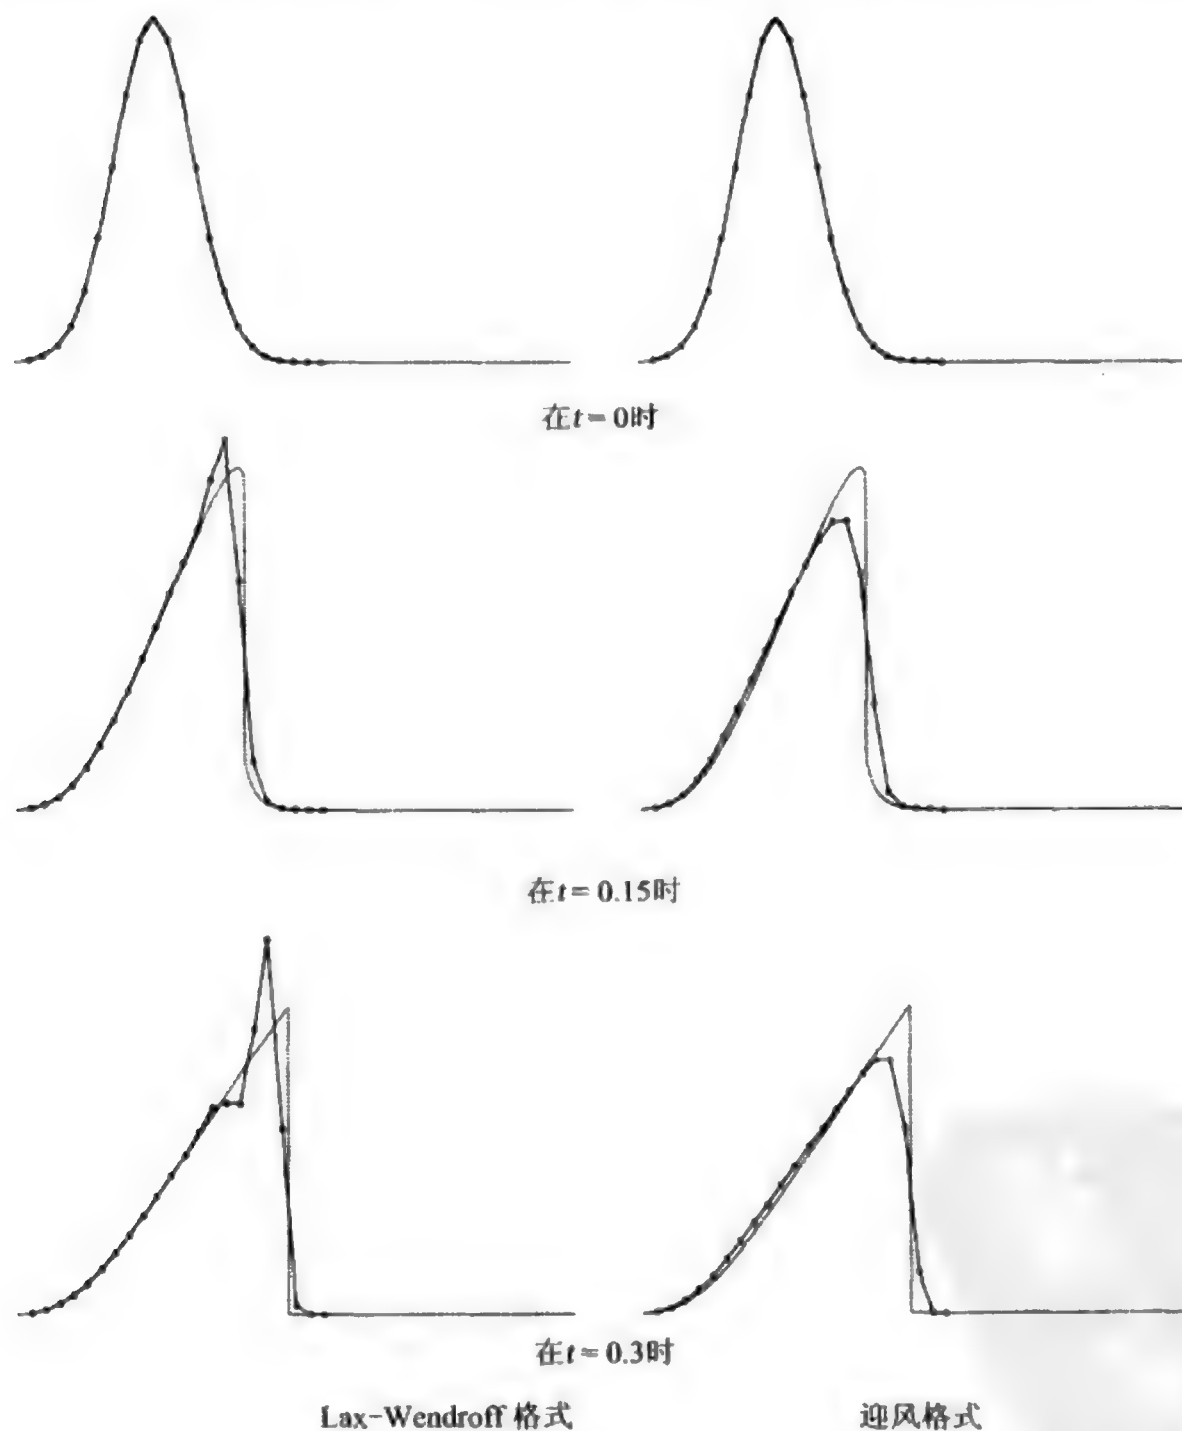 在t = 0时
在t = 0.15时
在t = 0.3时
Lax-Wendroff 格式
迎风格式